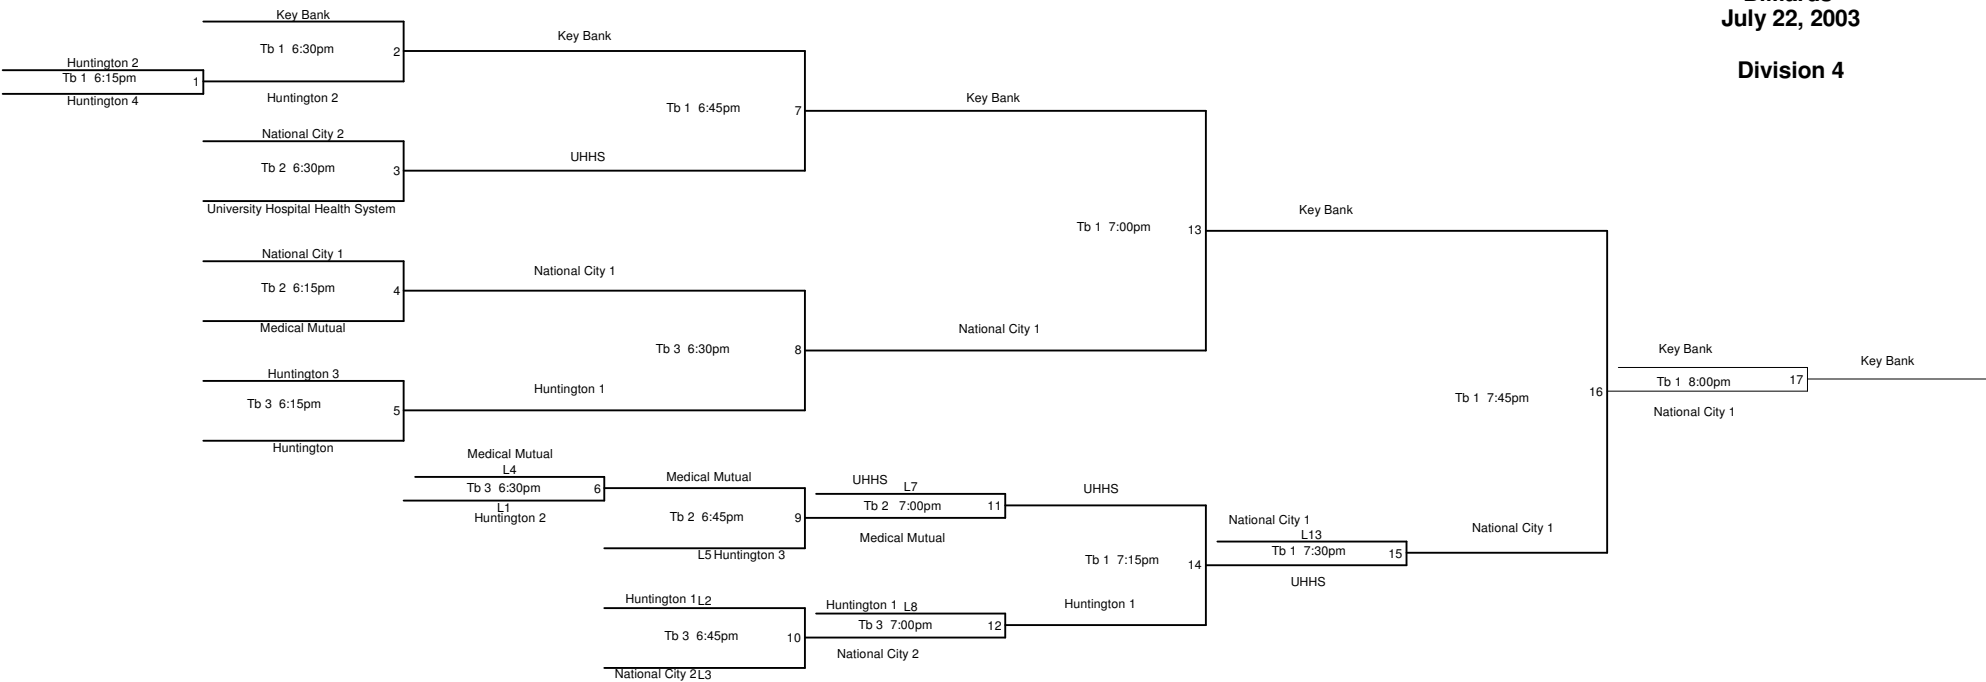 July 22, 2003
Division 4
Key Bank
Tb 1 6:30pm
2
Huntington 2
Tb 1 6:15pm
1
Huntington 4
Huntington 2
Key Bank
Tb 1 6:45pm
7
National City 2
Tb 2 6:30pm
3
University Hospital Health System
UHHS
Key Bank
National City 1
Tb 2 6:15pm
4
Medical Mutual
National City 1
Tb 3 6:30pm
8
Huntington 3
Tb 3 6:15pm
5
Huntington
Huntington 1
National City 1
Tb 1 7:00pm
13
Key Bank
Medical Mutual
L4
Tb 3 6:30pm
6
L1
Huntington 2
Medical Mutual
Tb 2 6:45pm
9
L5 Huntington 3
UHHS L7
Tb 2 7:00pm
11
Medical Mutual
UHHS
Huntington 1 L2
Tb 3 6:45pm
10
National City 2 L3
Huntington 1 L8
Tb 3 7:00pm
12
National City 2
Huntington 1
Tb 1 7:15pm
14
National City 1
L13
Tb 1 7:30pm
15
UHHS
National City 1
Tb 1 7:45pm
16
Key Bank
Tb 1 8:00pm
17
National City 1
Key Bank